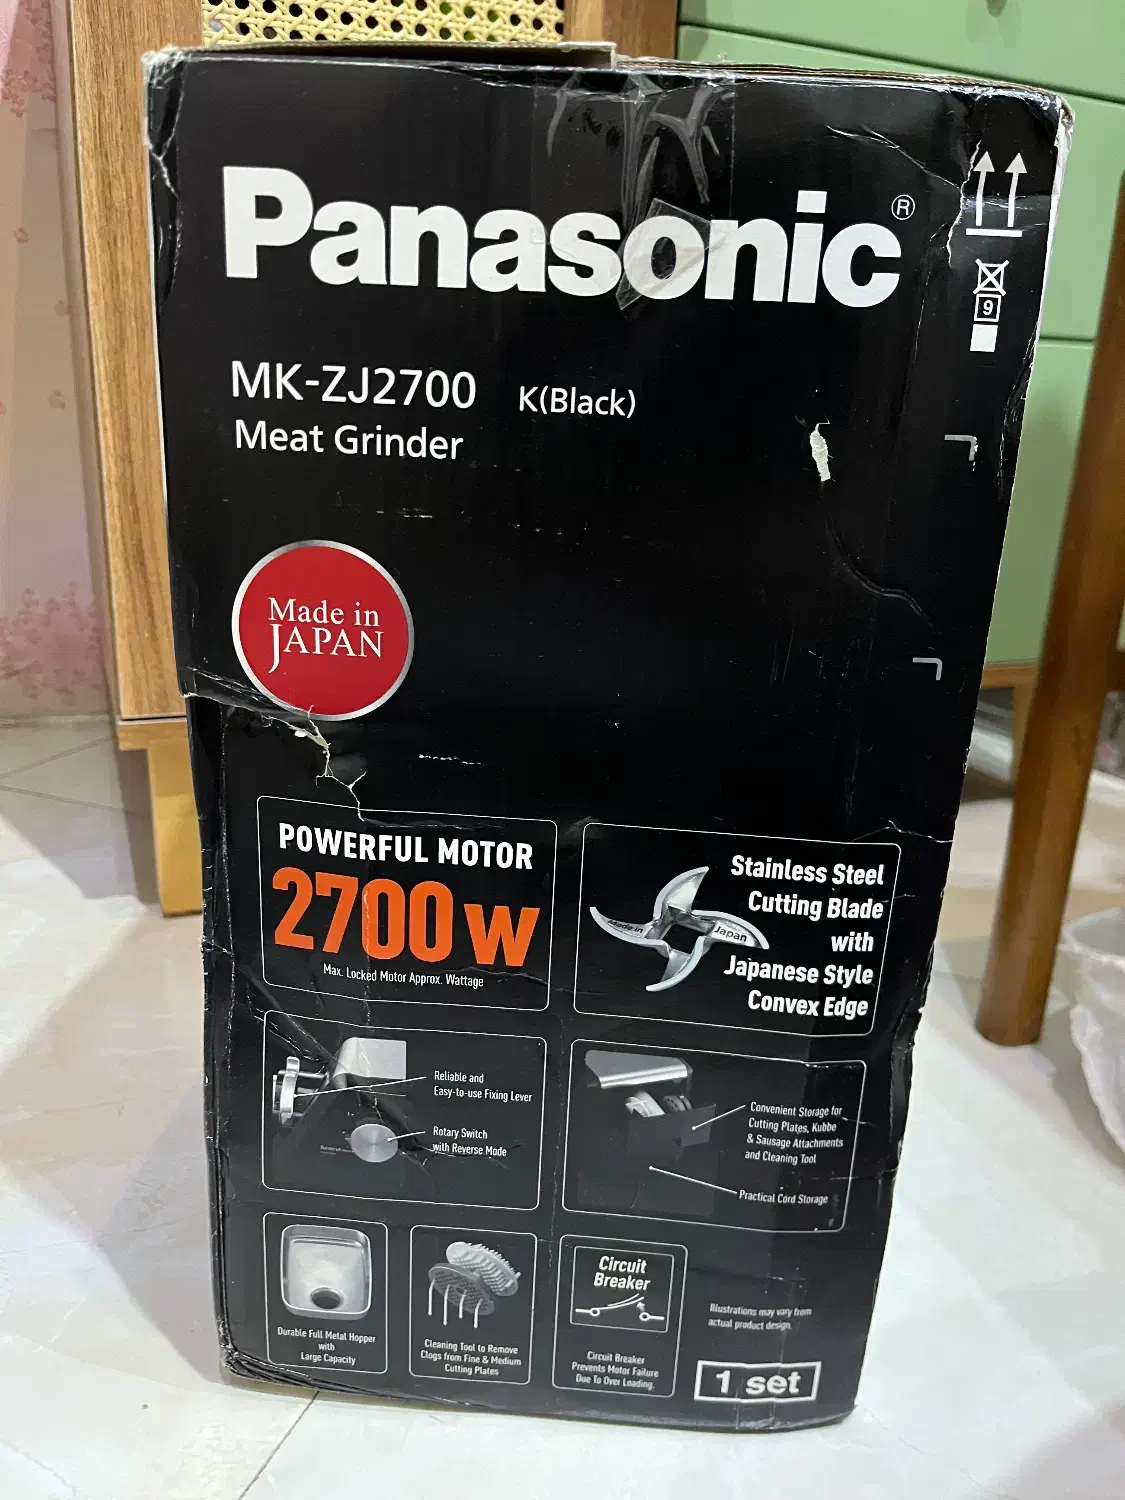 Panasonic®
MK-ZJ2700 K(Black)
Meat Grinder
9
Made in
JAPAN
POWERFUL MOTOR
2700 W
Max. Locked Motor Approx. Wattage
Stainless Steel
Cutting Blade
with
Japanese Style
Convex Edge
Made in Japan
Reliable and
Easy-to-use Fixing Lever
Rotary Switch
with Reverse Mode
Convenient Storage for
Cutting Plates, Kubbe
& Sausage Attachments
and Cleaning Tool
Practical Cord Storage
Durable Full Metal Hopper
with
Large Capacity
Cleaning Tool to Remove
Clogs from Fine & Medium
Cutting Plates
Circuit
Breaker
Circuit Breaker
Prevents Motor Failure
Due To Over Loading.
Illustrations may vary from
actual product design.
1 set